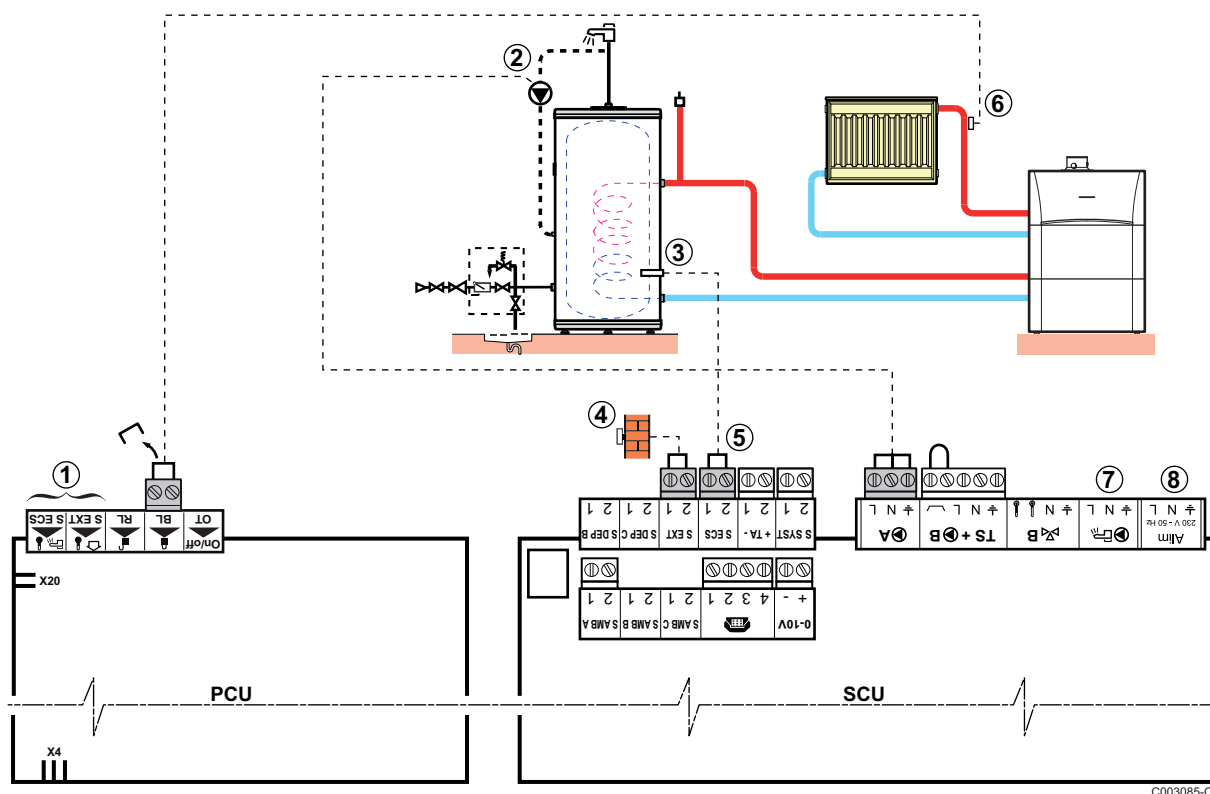 2
6
3
4
5
1
7
8
S ECS
S EXT
RL
BL
On/off
OT
X20
PCU
X4
1 2
S DEP B
1 2
S DEP C
1 2
S EXT
1 2
S ECS
1 2
+ TA -
1 2
S SYST
1 2
S AMB A
1 2
S AMB B
1 2
S AMB C
1 2 3 4
- +
0-10V
L N
A
L N
TS + B
N L
B
L N
L N
Alim
230 V - 50 Hz
SCU
C003085-C